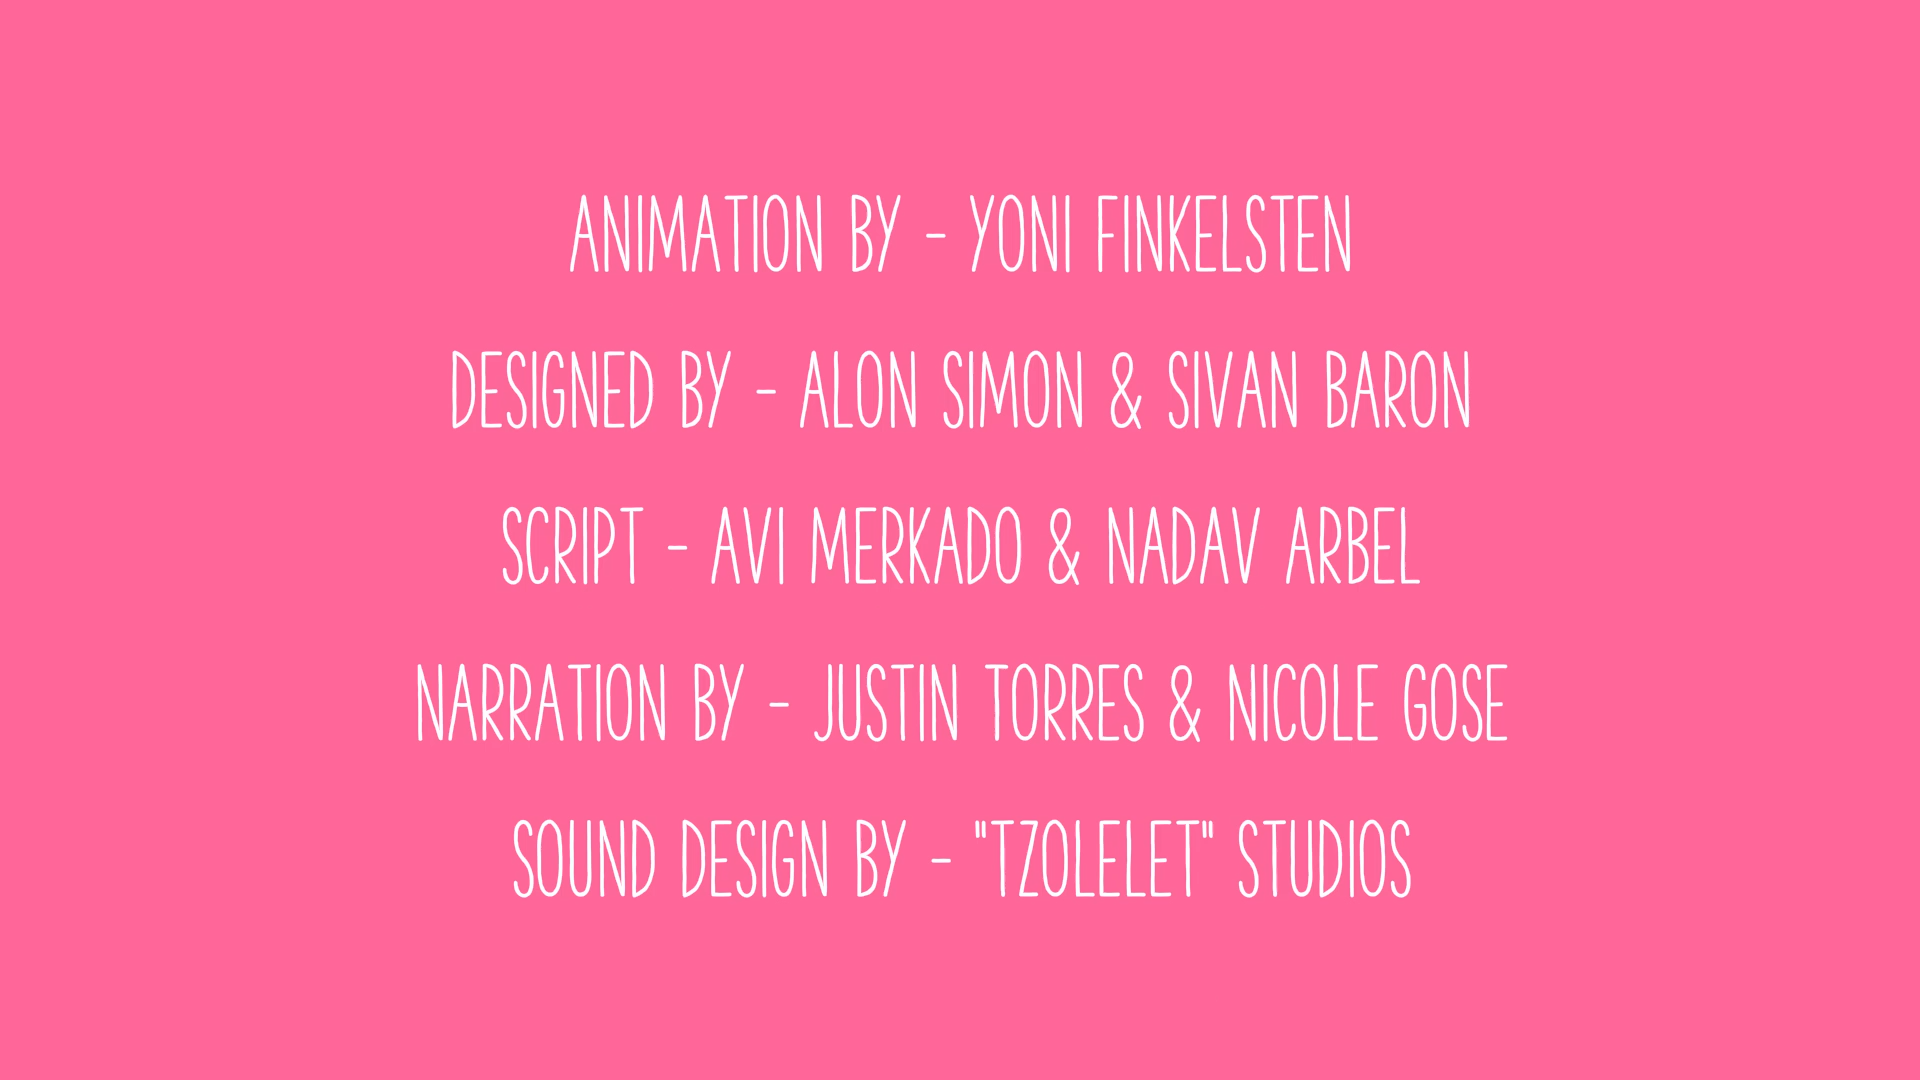 ANIMATION BY - YONI FINKELSTEN
DESIGNED BY - ALON SIMON & SIVAN BARON
SCRIPT - AVI MERKADO & NADAV ARBEL
NARRATION BY - JUSTIN TORRES & NICOLE GOSE
SOUND DESIGN BY - "TZOLELET" STUDIOS